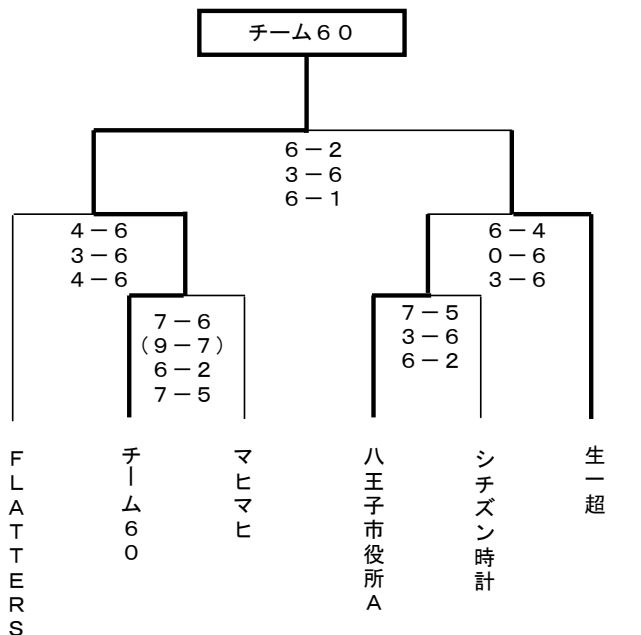 チーム６０
６－２
３－６
６－１
４－６
３－６
４－６
６－４
０－６
３－６
７－６
（９－７）
６－２
７－５
７－５
３－６
６－２
ＦＬＡＴＴＥＲＳ
チーム６０
マヒマヒ
八王子市役所Ａ
シチズン時計
生一超